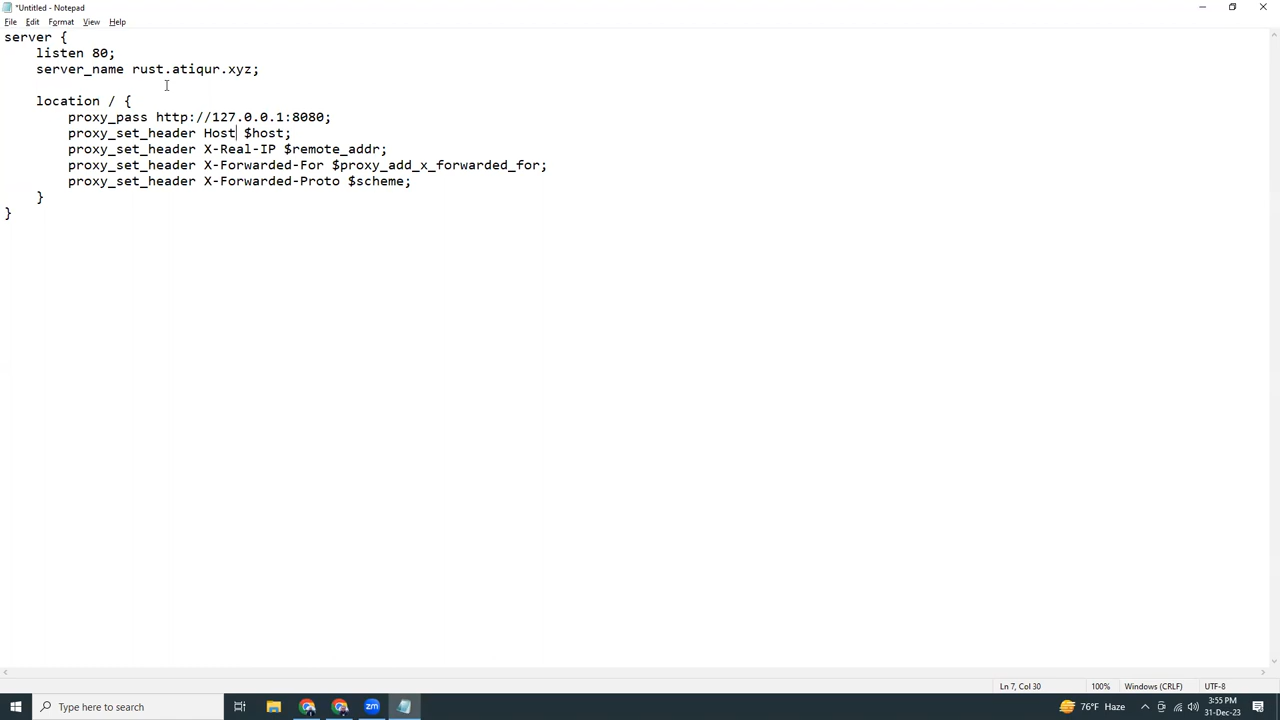 *Untitled - Notepad
File Edit Format View Help
server {
    listen 80;
    server_name rust.atiqur.xyz;

    location / {
        proxy_pass http://127.0.0.1:8080;
        proxy_set_header Host $host;
        proxy_set_header X-Real-IP $remote_addr;
        proxy_set_header X-Forwarded-For $proxy_add_x_forwarded_for;
        proxy_set_header X-Forwarded-Proto $scheme;
    }
}
Ln 7, Col 30 100% Windows (CRLF) UTF-8
Type here to search zm 76°F Haze 3:55 PM
31-Dec-23